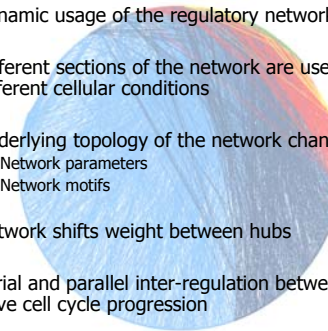 namic usage of the regulatory network
ferent sections of the network are use
ferent cellular conditions
derlying topology of the network chan
Network parameters
Network motifs
twork shifts weight between hubs
rial and parallel inter-regulation betwe
ve cell cycle progression